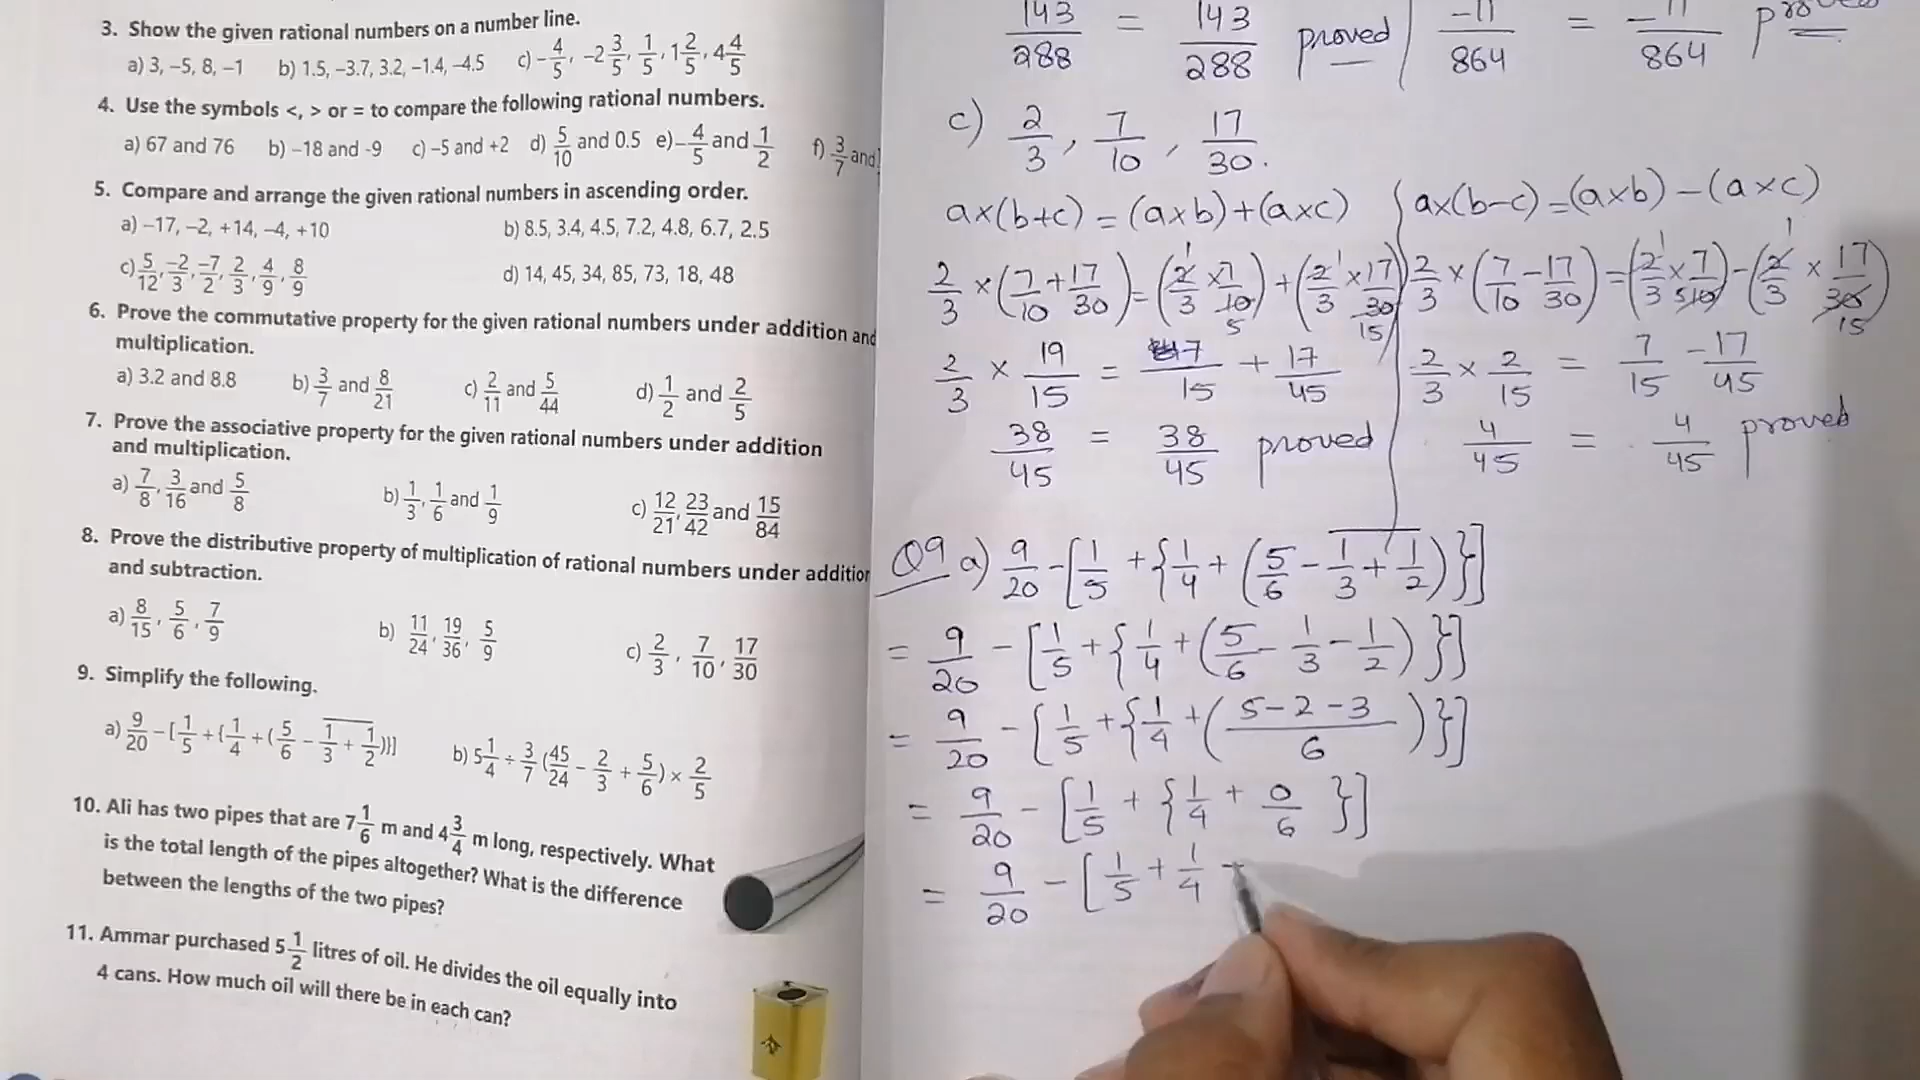 3. Show the given rational numbers on a number line.
a) 3, −5, 8, −1 b) 1.5, −3.7, 3.2, −1.4, −4.5 c) −4/5, −2 3/5, 1/5, 1 2/5, 4 4/5
4. Use the symbols <, > or = to compare the following rational numbers.
a) 67 and 76 b) −18 and -9 c) −5 and +2 d) 5/10 and 0.5 e) −4/5 and 1/2 f) 3/7 and
5. Compare and arrange the given rational numbers in ascending order.
a) −17, −2, +14, −4, +10 b) 8.5, 3.4, 4.5, 7.2, 4.8, 6.7, 2.5
c) 5/12, −2/3, −7/2, 2/3, 4/9, 8/9 d) 14, 45, 34, 85, 73, 18, 48
6. Prove the commutative property for the given rational numbers under addition and
multiplication.
a) 3.2 and 8.8 b) 3/7 and 8/21 c) 2/11 and 5/44 d) 1/2 and 2/5
7. Prove the associative property for the given rational numbers under addition
and multiplication.
a) 7/8, 3/16 and 5/8 b) 1/3, 1/6 and 1/9 c) 12/21, 23/42 and 15/84
8. Prove the distributive property of multiplication of rational numbers under addition
and subtraction.
a) 8/15, 5/6, 7/9 b) 11/24, 19/36, 5/9 c) 2/3, 7/10, 17/30
9. Simplify the following.
a) 9/20 − [1/5 + {1/4 + (5/6 − 1/3 + 1/2)}] b) 5 1/4 ÷ 3/7 (45/24 − 2/3 + 5/6) × 2/5
10. Ali has two pipes that are 7 1/6 m and 4 3/4 m long, respectively. What
is the total length of the pipes altogether? What is the difference
between the lengths of the two pipes?
11. Ammar purchased 5 1/2 litres of oil. He divides the oil equally into
4 cans. How much oil will there be in each can?
143/288 = 143/288 proved −11/864 = −11/864 proved
c) 2/3, 7/10, 17/30.
a×(b+c) = (a×b)+(a×c) a×(b−c) = (a×b) − (a×c)
2/3 × (7/10 + 17/30) = (2/3 × 7/10) + (2/3 × 17/30) 2/3 × (7/10 − 17/30) = (2/3 × 7/10) − (2/3 × 17/30)
2/3 × 19/15 = 7/15 + 17/45 2/3 × 2/15 = 7/15 − 17/45
38/45 = 38/45 proved 4/45 = 4/45 proved
Q9 a) 9/20 − [1/5 + {1/4 + (5/6 − 1/3 + 1/2)}]
= 9/20 − [1/5 + {1/4 + (5/6 − 1/3 − 1/2)}]
= 9/20 − [1/5 + {1/4 + (5−2−3/6)}]
= 9/20 − [1/5 + {1/4 + 0/6}]
= 9/20 − [1/5 + 1/4